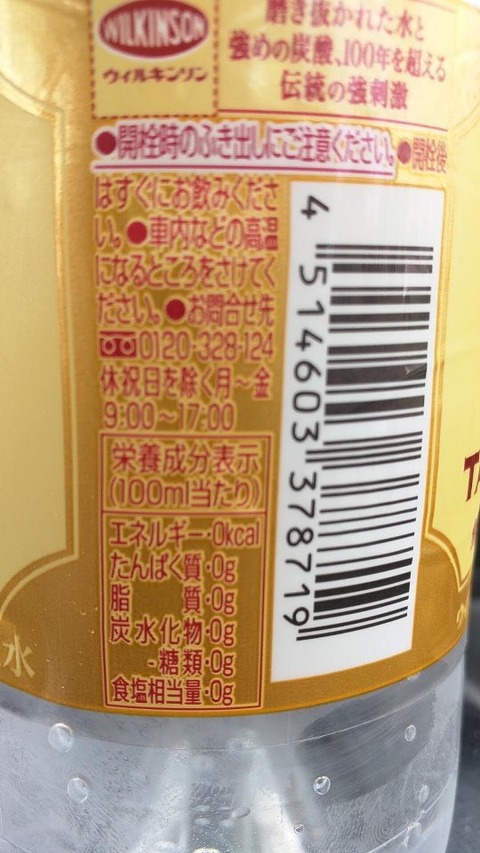 WILKINSON
ウィルキンソン
磨き抜かれた水と
強めの炭酸、100年を超える
伝統の強刺激
●開栓時のふき出しにご注意ください。●開栓後
はすぐにお飲みくださ
い。●車内などの高温
になるところをさけてく
ださい。●お問合せ先
0120-328-124
休祝日を除く月～金
9:00～17:00
栄養成分表示
(100ml当たり)
エネルギー・0kcal
たんぱく質・0g
脂　　質・0g
炭水化物・0g
-糖類・0g
食塩相当量・0g
4 514603 378719
水
TA